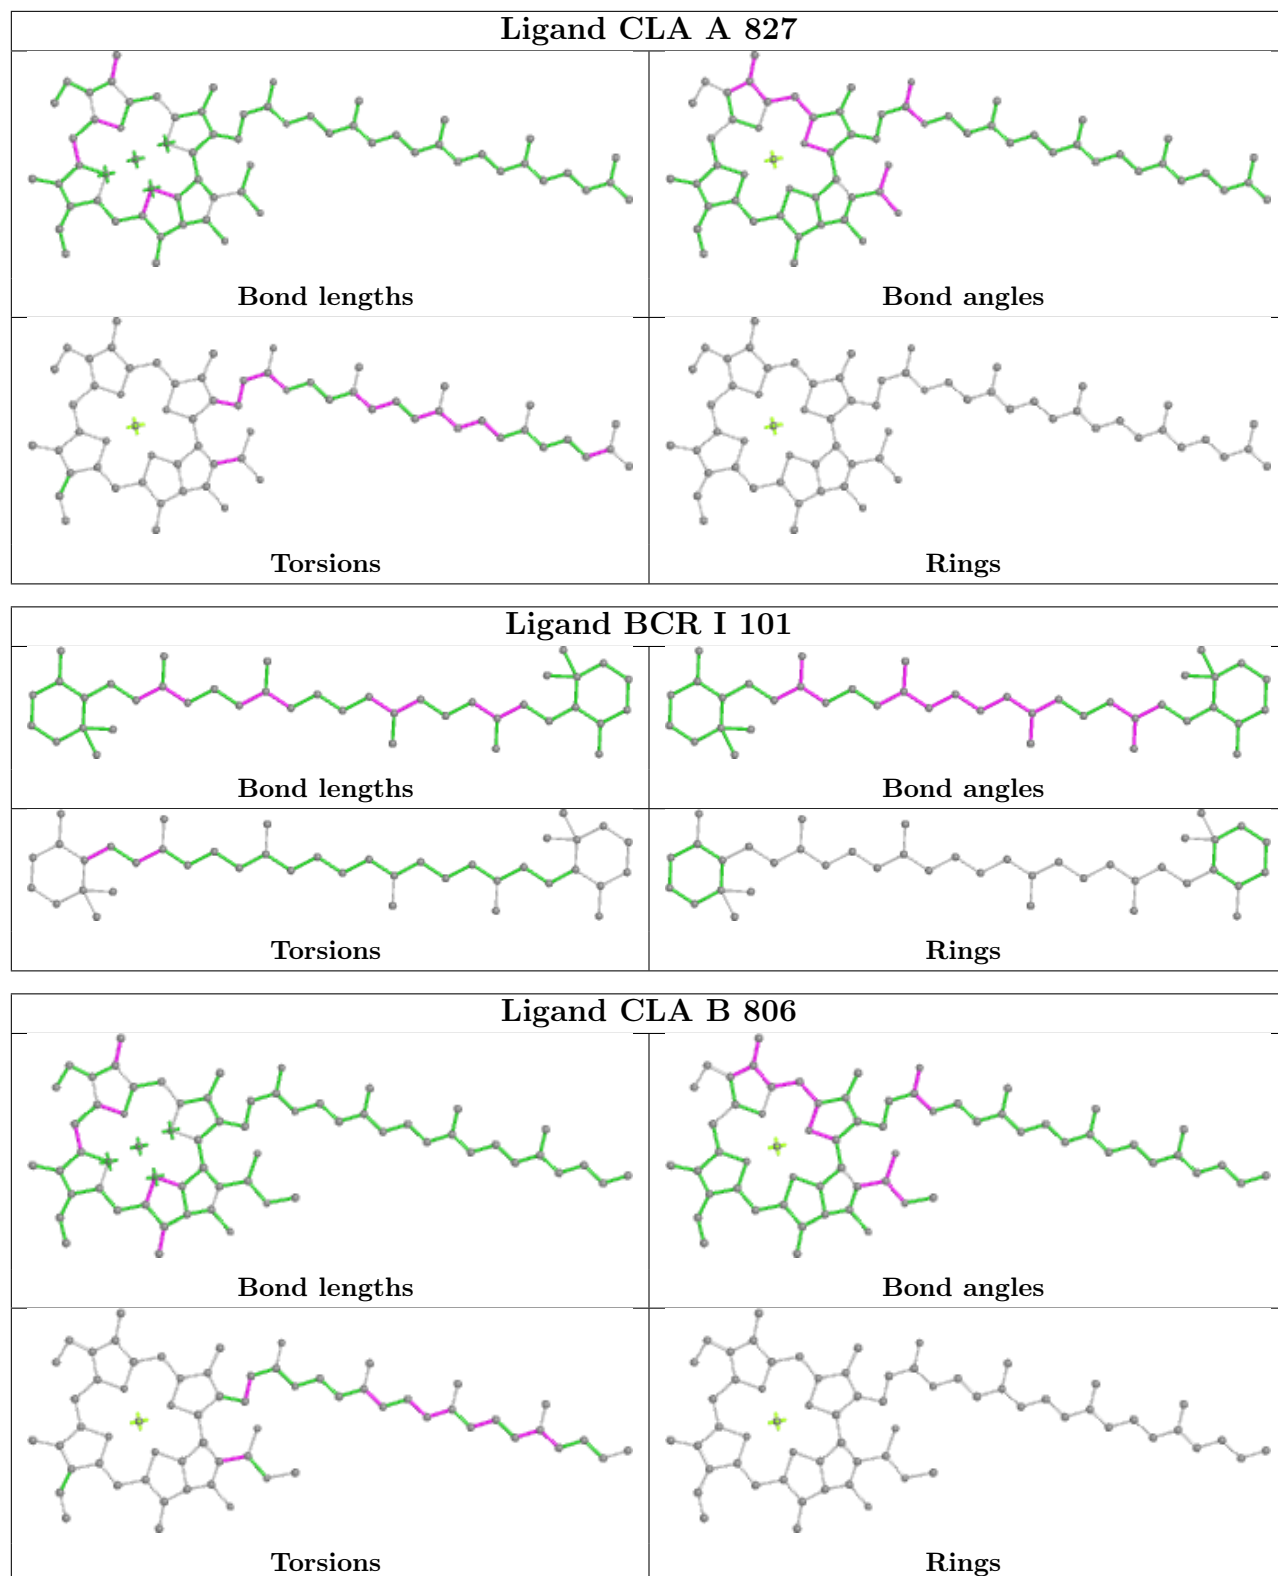 Ligand CLA A 827
Bond lengths
Bond angles
Torsions
Rings
Ligand BCR I 101
Bond lengths
Bond angles
Torsions
Rings
Ligand CLA B 806
Bond lengths
Bond angles
Torsions
Rings